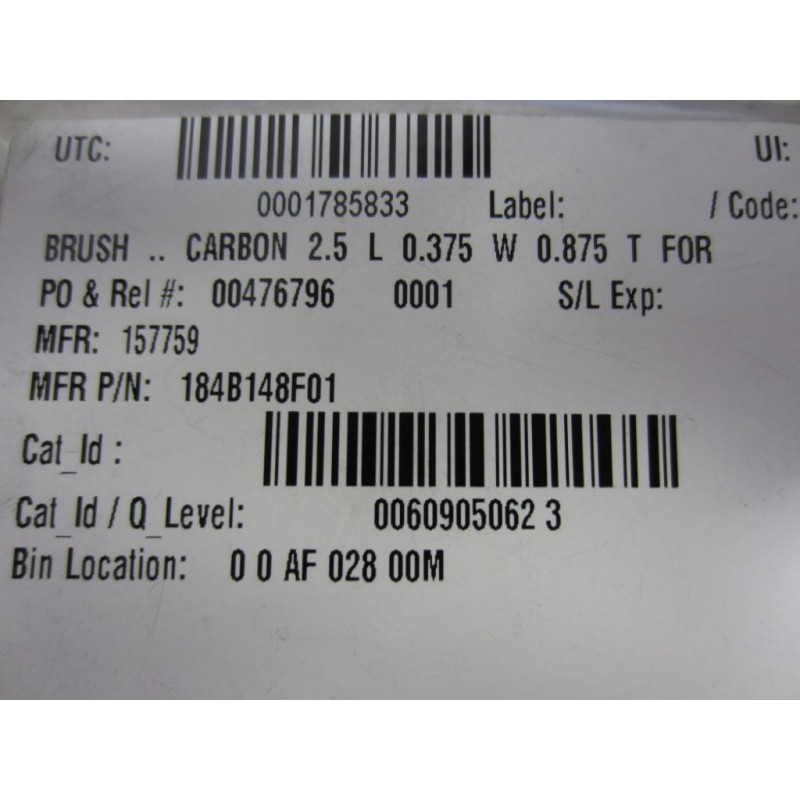 UTC: UI:
0001785833 Label: / Code:
BRUSH .. CARBON 2.5 L 0.375 W 0.875 T FOR
PO & Rel #: 00476796 0001 S/L Exp:
MFR: 157759
MFR P/N: 184B148F01
Cat_Id :
Cat_Id / Q_Level: 0060905062 3
Bin Location: 0 0 AF 028 00M